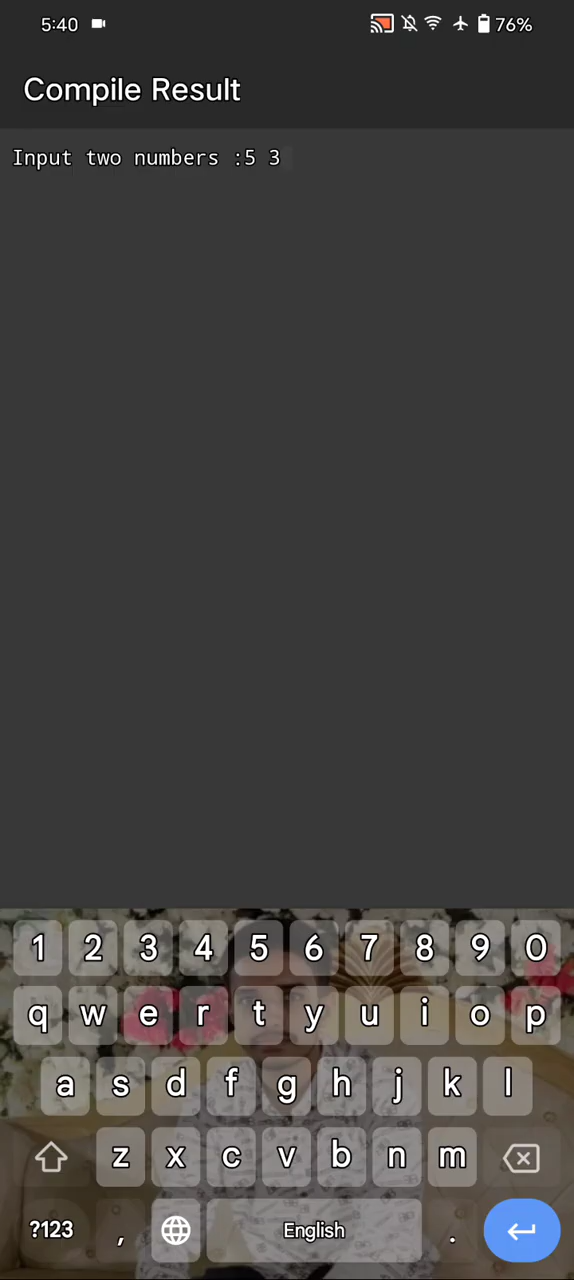 5:40 76%
Compile Result
Input two numbers :5 3
1 2 3 4 5 6 7 8 9 0
q w e r t y u i o p
a s d f g h j k l
z x c v b n m
?123 , English .